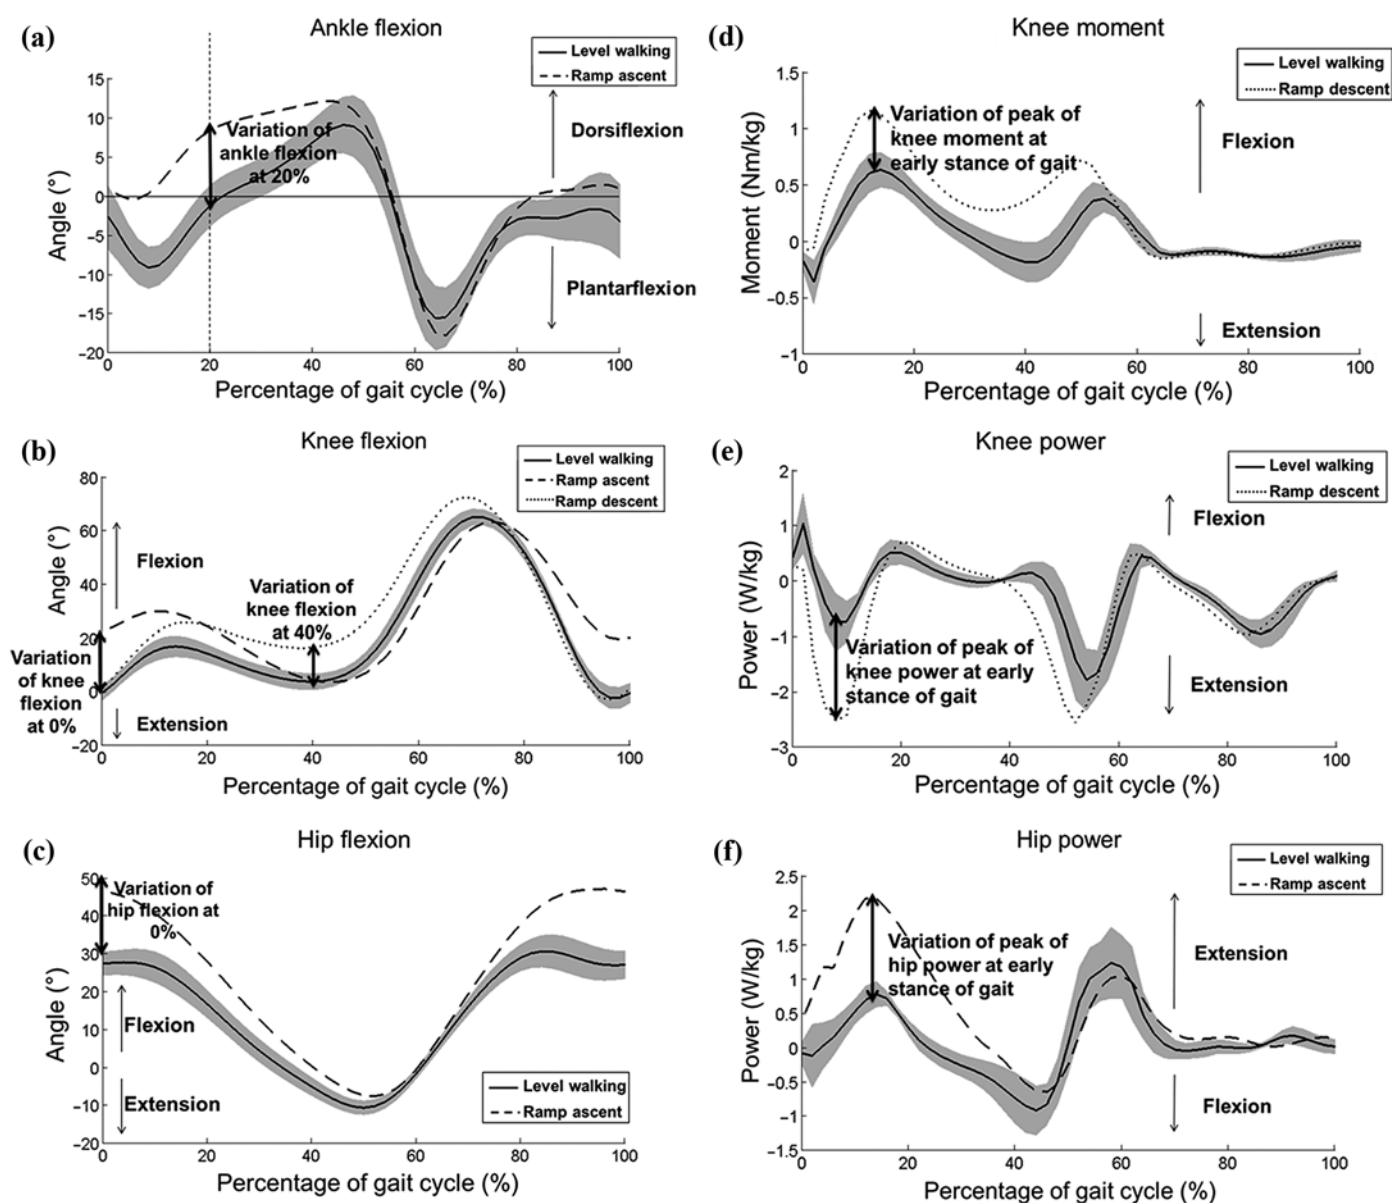 (a)
Ankle flexion
Level walking
Ramp ascent
15
10
5
0
−5
−10
−15
−20
Angle (°)
Variation of
ankle flexion
at 20%
Dorsiflexion
Plantarflexion
0
20
40
60
80
100
Percentage of gait cycle (%)
(b)
Knee flexion
Level walking
Ramp ascent
Ramp descent
80
60
40
20
0
−20
Angle (°)
Flexion
Variation of
knee flexion
at 40%
Variation
of knee
flexion
at 0%
Extension
0
20
40
60
80
100
Percentage of gait cycle (%)
(c)
Hip flexion
50
40
30
20
10
0
−10
−20
Angle (°)
Variation of
hip flexion at
0%
Flexion
Extension
Level walking
Ramp ascent
0
20
40
60
80
100
Percentage of gait cycle (%)
(d)
Knee moment
Level walking
Ramp descent
2
1.5
1
0.5
0
−0.5
−1
Moment (Nm/kg)
Variation of peak of
knee moment at
early stance of gait
Flexion
Extension
0
20
40
60
80
100
Percentage of gait cycle (%)
(e)
Knee power
Level walking
Ramp descent
2
1
0
−1
−2
−3
Power (W/kg)
Flexion
Variation of peak of
knee power at early
stance of gait
Extension
0
20
40
60
80
100
Percentage of gait cycle (%)
(f)
Hip power
Level walking
Ramp ascent
2.5
2
1.5
1
0.5
0
−0.5
−1
−1.5
Power (W/kg)
Variation of peak of
hip power at early
stance of gait
Extension
Flexion
0
20
40
60
80
100
Percentage of gait cycle (%)